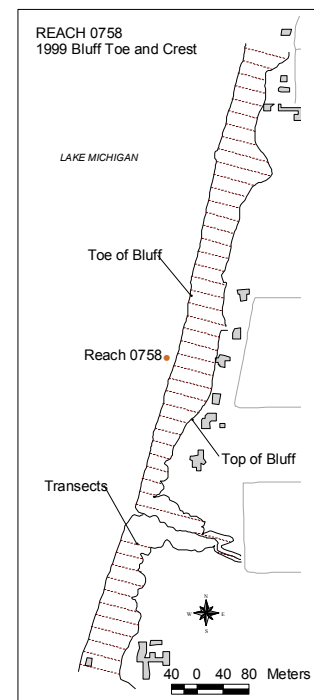 REACH 0758
1999 Bluff Toe and Crest
LAKE MICHIGAN
Toe of Bluff
Reach 0758
Top of Bluff
Transects
N
W E
S
40 0 40 80 Meters